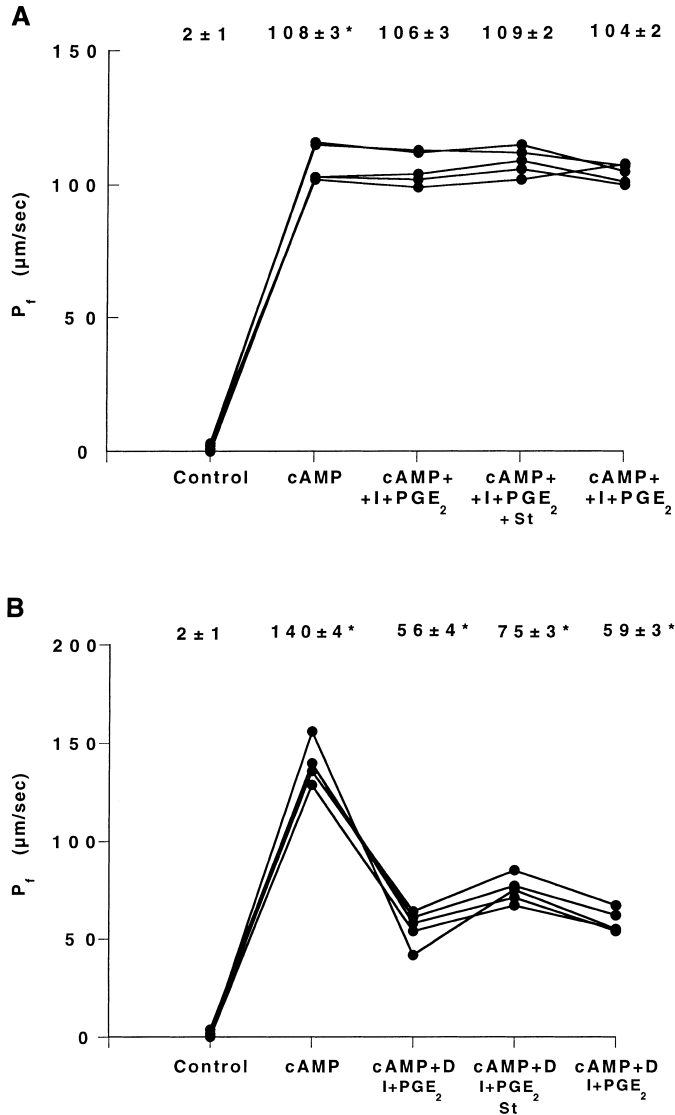 A
2 ± 1 108±3* 106±3 109±2 104±2
150
100
50
0
Pf (µm/sec)
Control cAMP cAMP+ cAMP+ cAMP+
+I+PGE2 +I+PGE2 +I+PGE2
+St
B
2 ± 1 140±4* 56±4* 75±3* 59±3*
200
150
100
50
0
Pf (µm/sec)
Control cAMP cAMP+D cAMP+D cAMP+D
I+PGE2 I+PGE2 I+PGE2
St